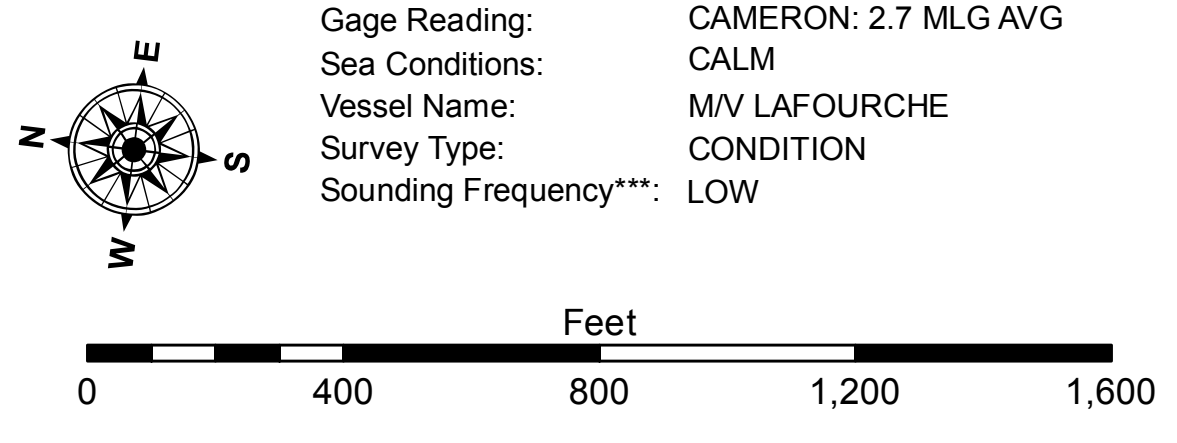 Gage Reading: CAMERON: 2.7 MLG AVG
Sea Conditions: CALM
Vessel Name: M/V LAFOURCHE
Survey Type: CONDITION
Sounding Frequency***: LOW
E
N
S
W
Feet
0 400 800 1,200 1,600